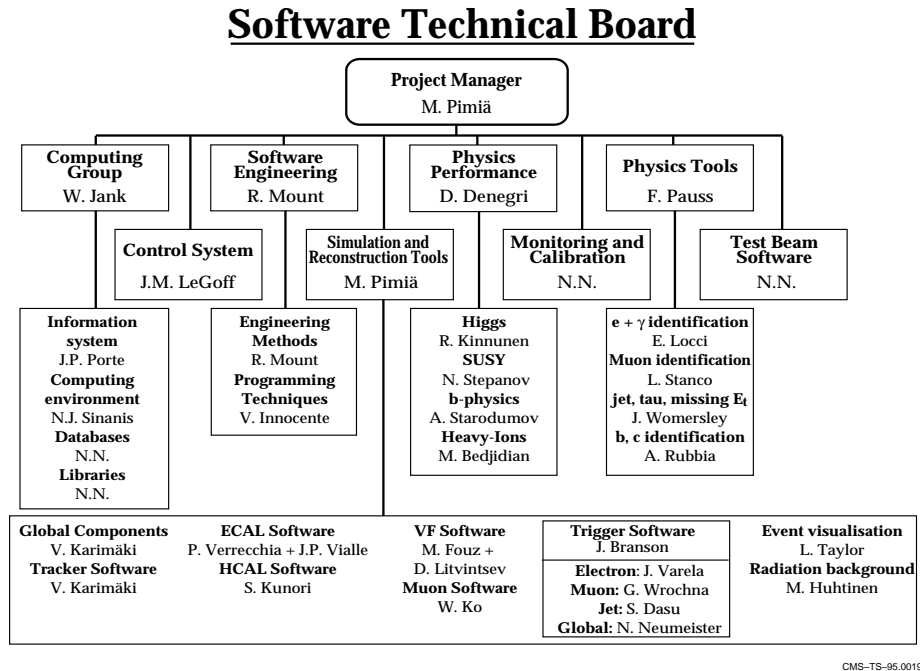 Software Technical Board
Project Manager
M. Pimiä
Computing
Group
W. Jank
Software
Engineering
R. Mount
Physics
Performance
D. Denegri
Physics Tools
F. Pauss
Control System
J.M. LeGoff
Simulation and
Reconstruction Tools
M. Pimiä
Monitoring and
Calibration
N.N.
Test Beam
Software
N.N.
Information
system
J.P. Porte
Computing
environment
N.J. Sinanis
Databases
N.N.
Libraries
N.N.
Engineering
Methods
R. Mount
Programming
Techniques
V. Innocente
Higgs
R. Kinnunen
SUSY
N. Stepanov
b-physics
A. Starodumov
Heavy-Ions
M. Bedjidian
e + γ identification
E. Locci
Muon identification
L. Stanco
jet, tau, missing Et
J. Womersley
b, c identification
A. Rubbia
Global Components
V. Karimäki
Tracker Software
V. Karimäki
ECAL Software
P. Verrecchia + J.P. Vialle
HCAL Software
S. Kunori
VF Software
M. Fouz +
D. Litvintsev
Muon Software
W. Ko
Trigger Software
J. Branson
Electron: J. Varela
Muon: G. Wrochna
Jet: S. Dasu
Global: N. Neumeister
Event visualisation
L. Taylor
Radiation background
M. Huhtinen
CMS–TS–95.0019